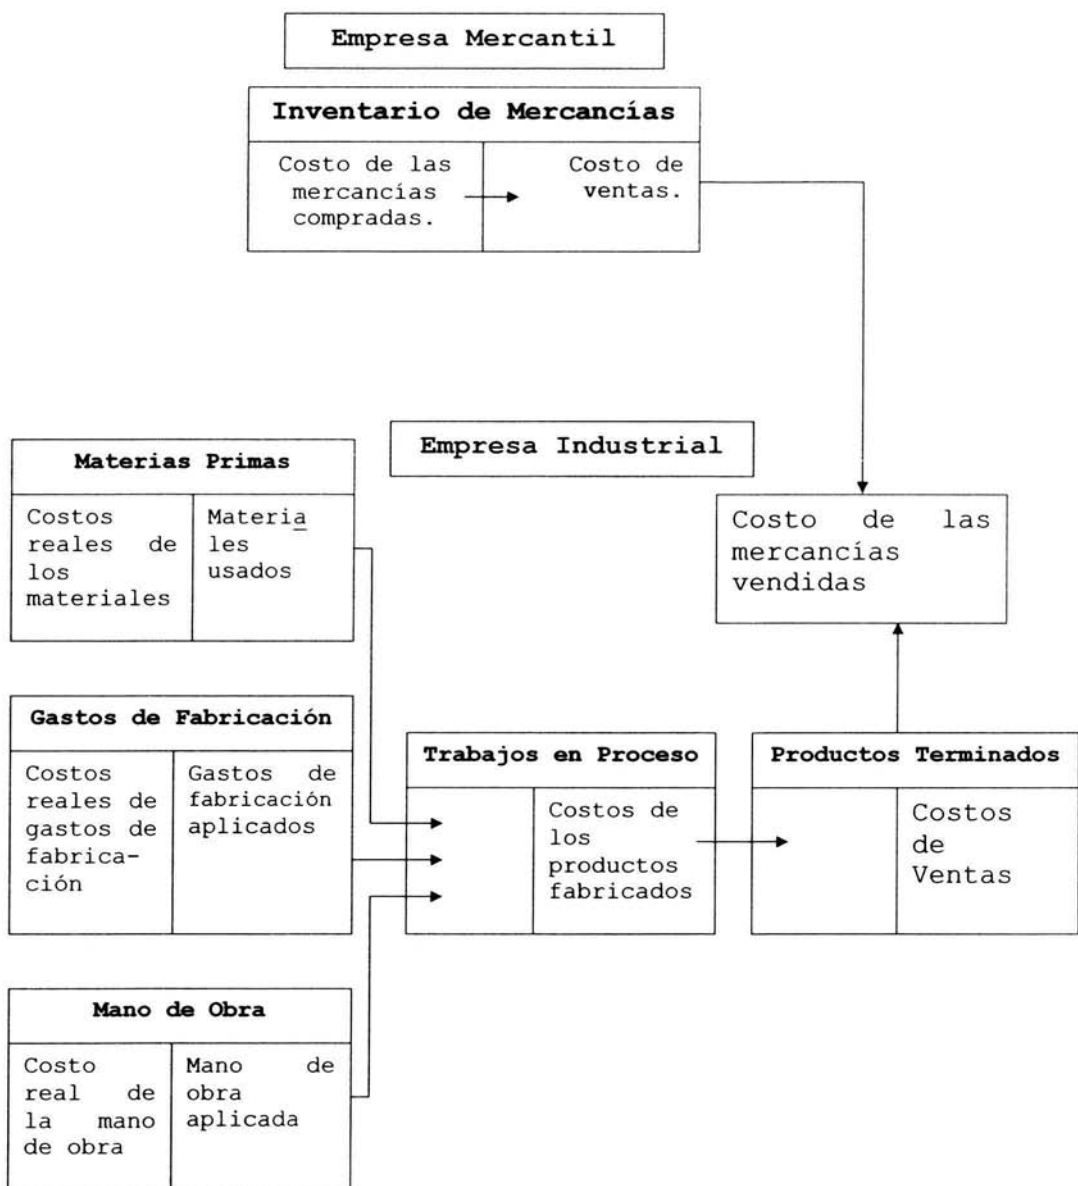 Empresa Mercantil
Inventario de Mercancías
Costo de las
mercancías
compradas.
Costo de
ventas.
Empresa Industrial
Materias Primas
Costos
reales de
los
materiales
Materia
les
usados
Costo de las
mercancías
vendidas
Gastos de Fabricación
Costos
reales de
gastos de
fabrica-
ción
Gastos de
fabricación
aplicados
Trabajos en Proceso
Costos de
los
productos
fabricados
Productos Terminados
Costos
de
Ventas
Mano de Obra
Costo
real de
la mano
de obra
Mano de
obra
aplicada